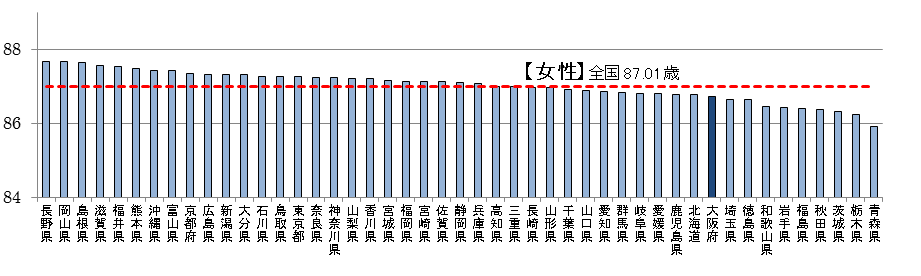 88
86
84
【女性】全国 87.01 歳
長野県
岡山県
島根県
滋賀県
福井県
熊本県
沖縄県
富山県
京都府
広島県
新潟県
大分県
石川県
鳥取県
東京都
奈良県
神奈川県
山梨県
香川県
宮城県
福岡県
宮崎県
佐賀県
静岡県
兵庫県
高知県
三重県
長崎県
山形県
千葉県
山口県
愛知県
群馬県
岐阜県
愛媛県
鹿児島県
北海道
大阪府
埼玉県
徳島県
和歌山県
岩手県
福島県
秋田県
茨城県
栃木県
青森県